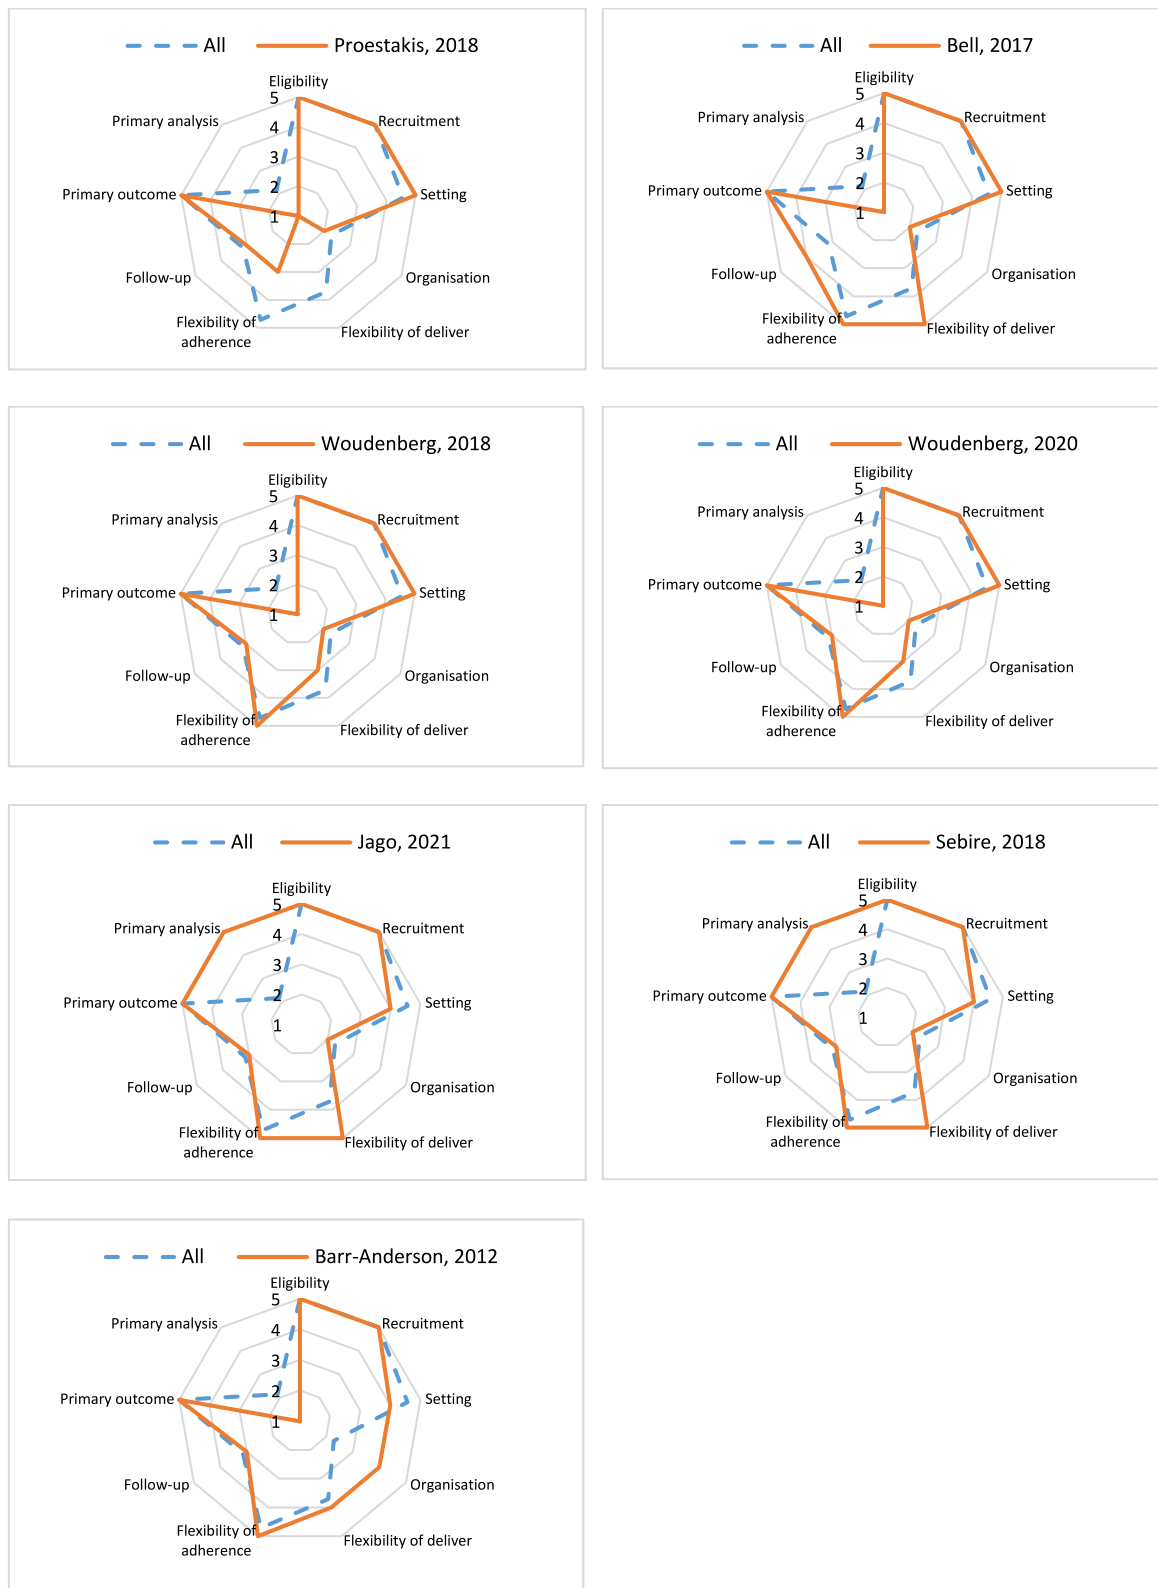 All Proestakis, 2018
Eligibility
5
Recruitment
Primary analysis
4
3
2
Primary outcome
Setting
1
Follow-up
Organisation
Flexibility of
adherence
Flexibility of deliver
All Bell, 2017
Eligibility
5
Recruitment
Primary analysis
4
3
2
Primary outcome
Setting
1
Follow-up
Organisation
Flexibility of
adherence
Flexibility of deliver
All Woudenberg, 2018
Eligibility
5
Recruitment
Primary analysis
4
3
2
Primary outcome
Setting
1
Follow-up
Organisation
Flexibility of
adherence
Flexibility of deliver
All Woudenberg, 2020
Eligibility
5
Recruitment
Primary analysis
4
3
2
Primary outcome
Setting
1
Follow-up
Organisation
Flexibility of
adherence
Flexibility of deliver
All Jago, 2021
Eligibility
5
Recruitment
Primary analysis
4
3
2
Primary outcome
Setting
1
Follow-up
Organisation
Flexibility of
adherence
Flexibility of deliver
All Sebire, 2018
Eligibility
5
Recruitment
Primary analysis
4
3
2
Primary outcome
Setting
1
Follow-up
Organisation
Flexibility of
adherence
Flexibility of deliver
All Barr-Anderson, 2012
Eligibility
5
Recruitment
Primary analysis
4
3
2
Primary outcome
Setting
1
Follow-up
Organisation
Flexibility of
adherence
Flexibility of deliver